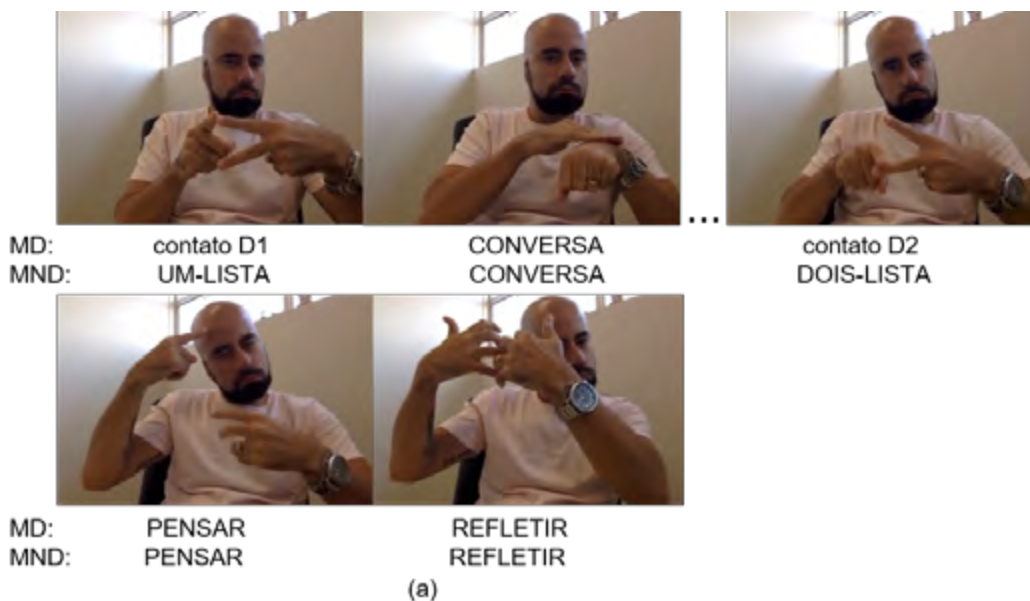 ...
MD: contato D1 CONVERSA contato D2
MND: UM-LISTA CONVERSA DOIS-LISTA
MD: PENSAR REFLETIR
MND: PENSAR REFLETIR
(a)